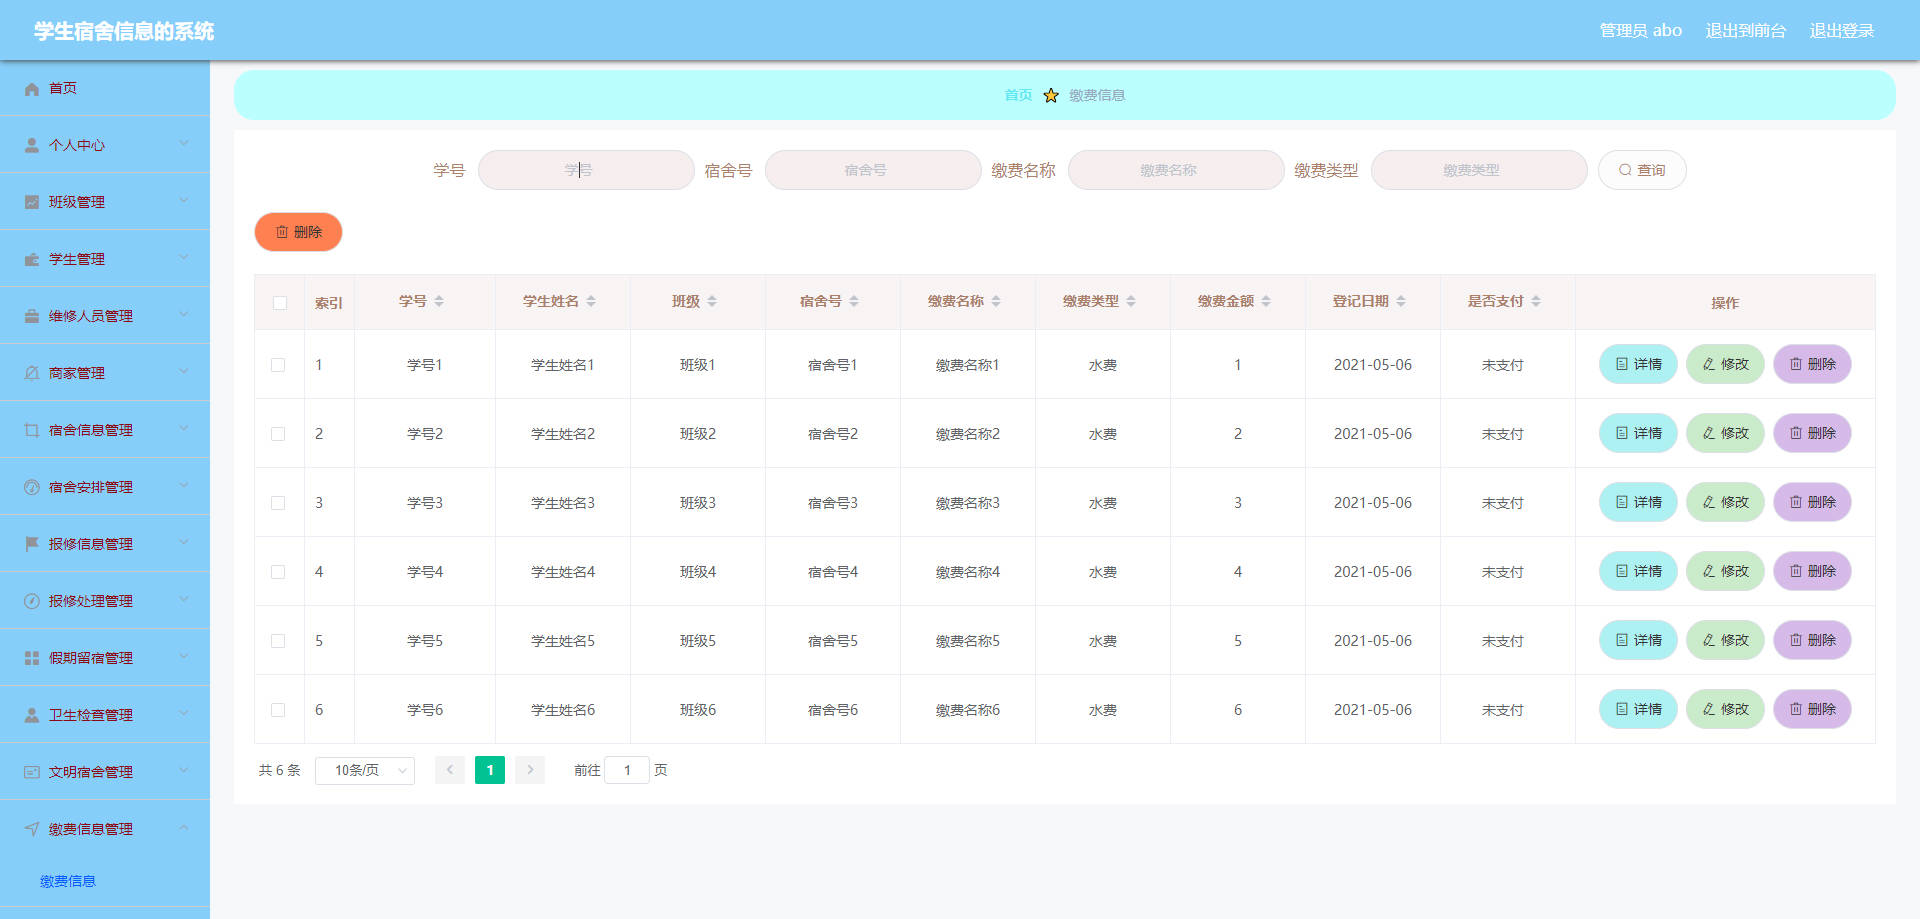 学生宿舍信息的系统
管理员 abo 退出到前台 退出登录
首页
个人中心
班级管理
学生管理
维修人员管理
商家管理
宿舍信息管理
宿舍安排管理
报修信息管理
报修处理管理
假期留宿管理
卫生检查管理
文明宿舍管理
缴费信息管理
缴费信息
首页 缴费信息
学号 学号 宿舍号 宿舍号 缴费名称 缴费名称 缴费类型 缴费类型 查询
删除
索引 学号 学生姓名 班级 宿舍号 缴费名称 缴费类型 缴费金额 登记日期 是否支付 操作
1 学号1 学生姓名1 班级1 宿舍号1 缴费名称1 水费 1 2021-05-06 未支付 详情 修改 删除
2 学号2 学生姓名2 班级2 宿舍号2 缴费名称2 水费 2 2021-05-06 未支付 详情 修改 删除
3 学号3 学生姓名3 班级3 宿舍号3 缴费名称3 水费 3 2021-05-06 未支付 详情 修改 删除
4 学号4 学生姓名4 班级4 宿舍号4 缴费名称4 水费 4 2021-05-06 未支付 详情 修改 删除
5 学号5 学生姓名5 班级5 宿舍号5 缴费名称5 水费 5 2021-05-06 未支付 详情 修改 删除
6 学号6 学生姓名6 班级6 宿舍号6 缴费名称6 水费 6 2021-05-06 未支付 详情 修改 删除
共 6 条 10条/页 1 前往 1 页